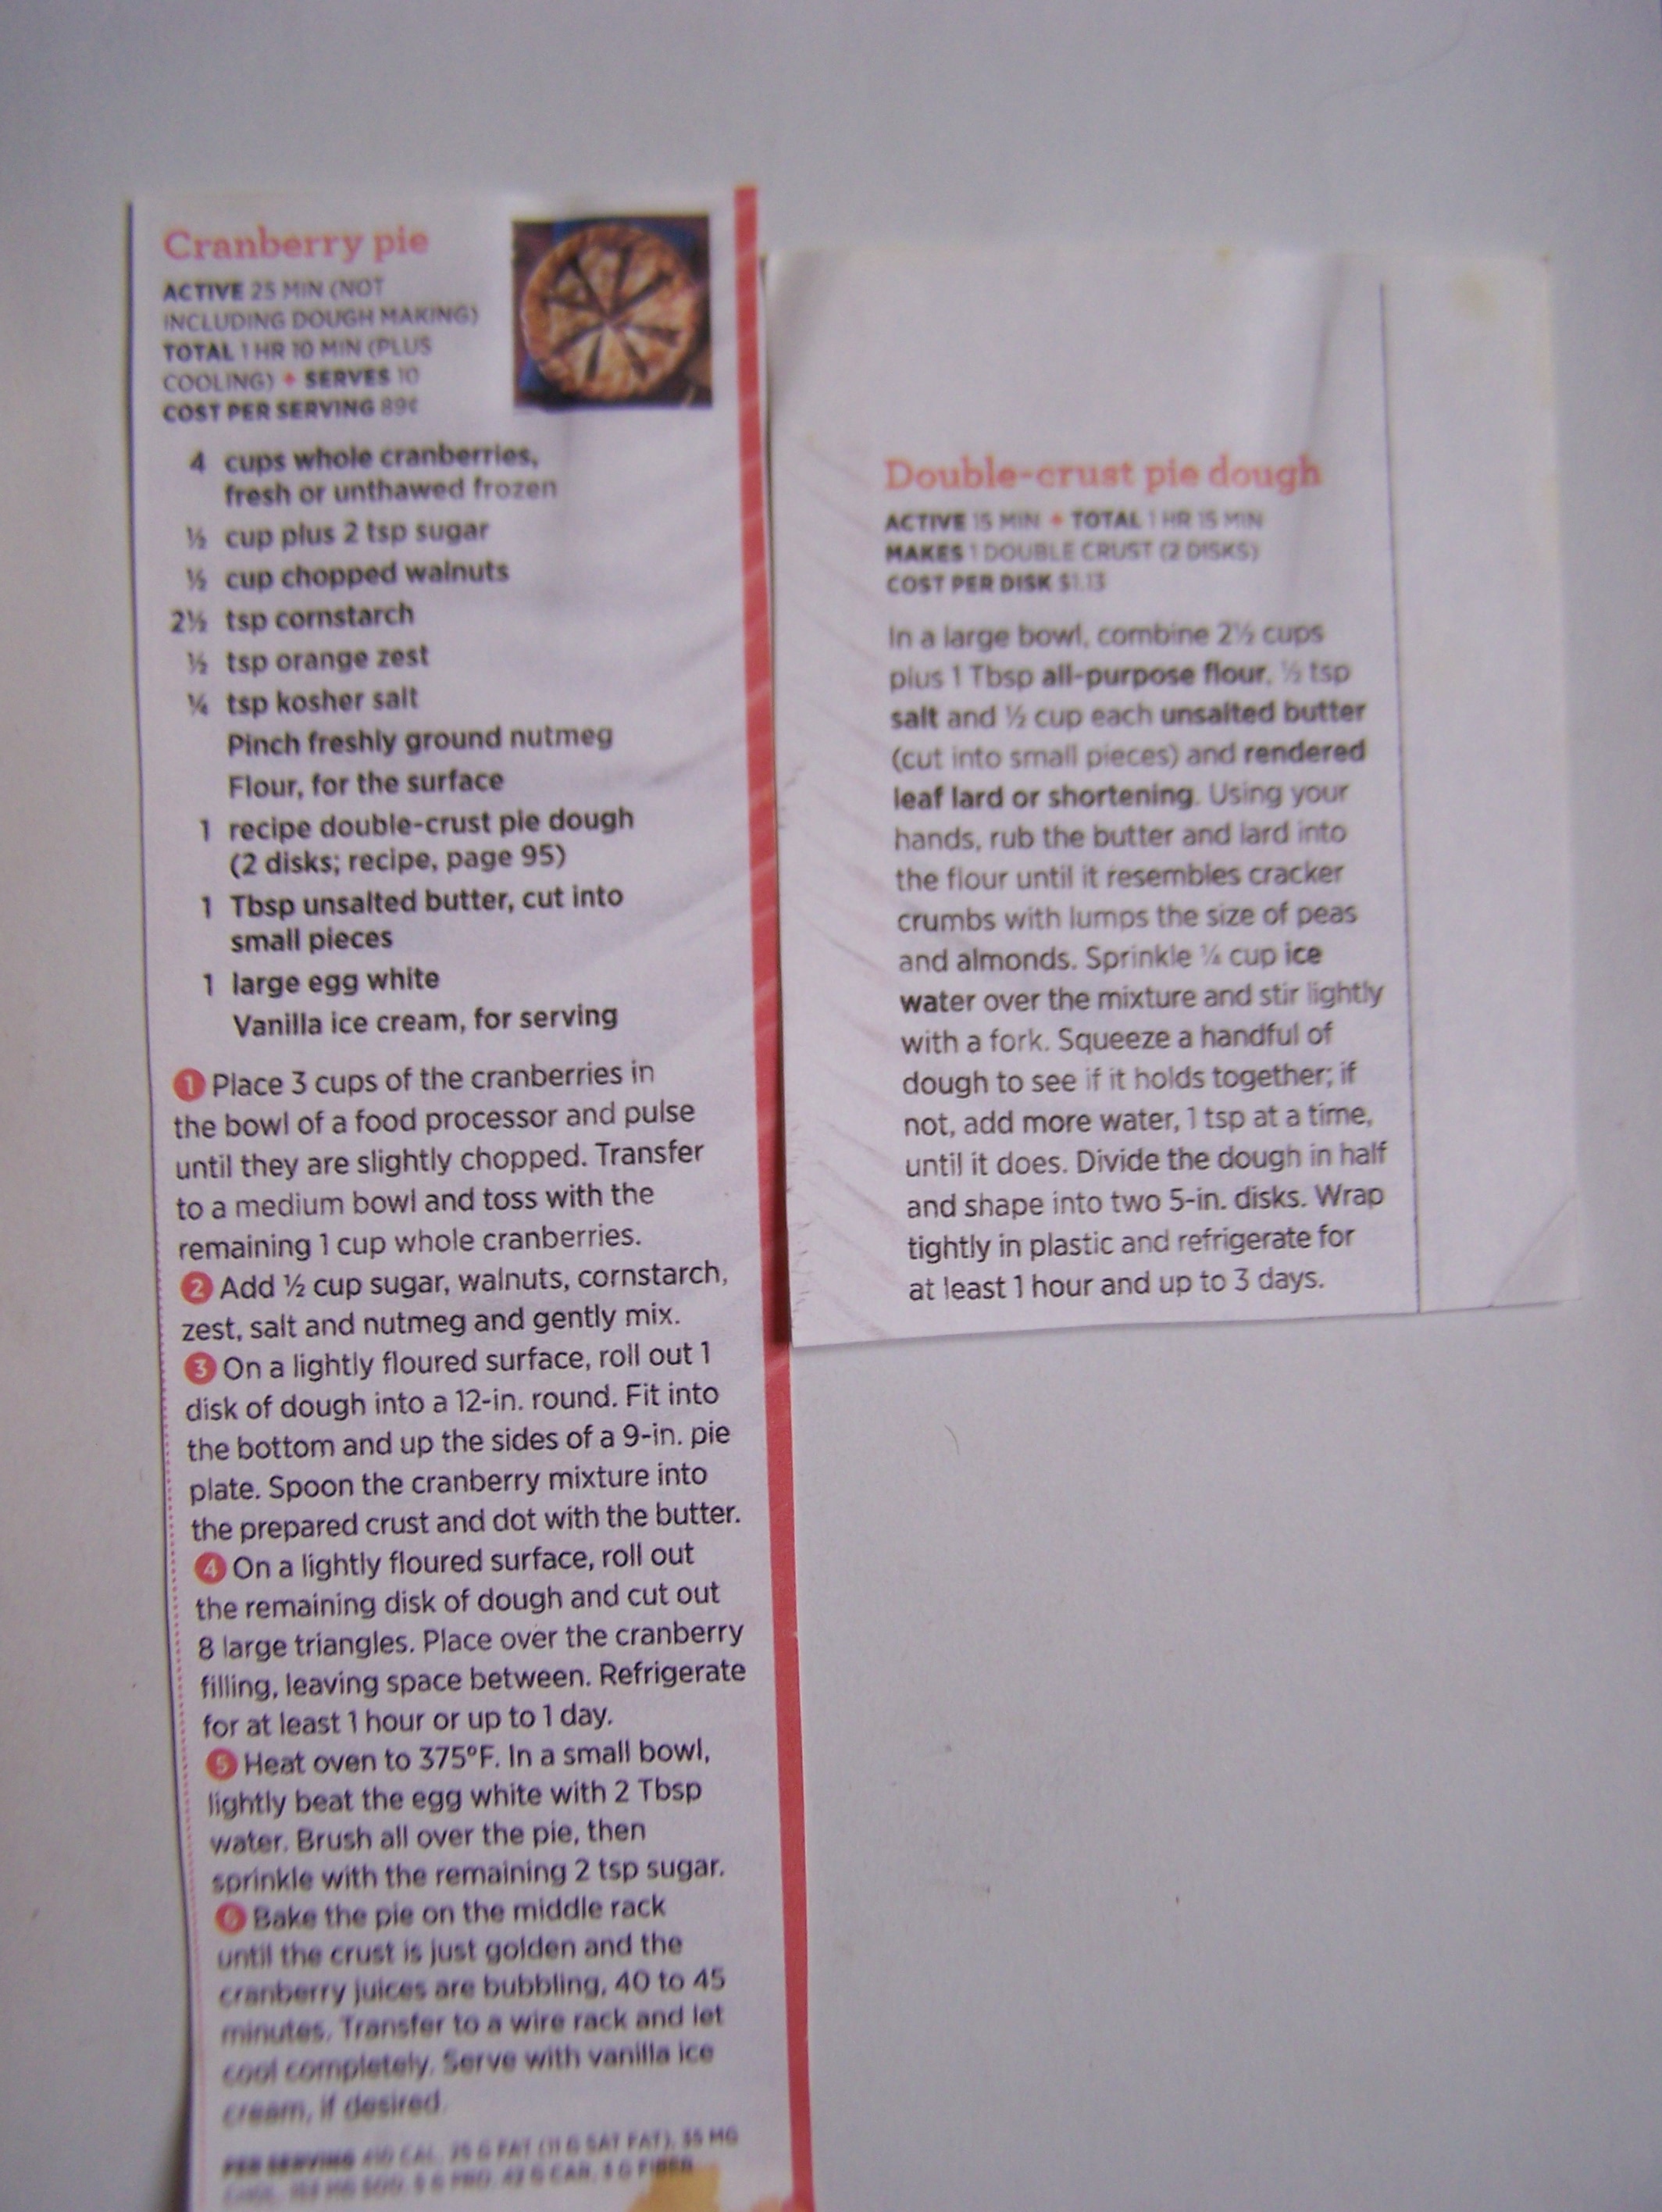 Cranberry pie
ACTIVE 25 MIN (NOT
INCLUDING DOUGH MAKING)
TOTAL 1 HR 10 MIN (PLUS
COOLING) + SERVES 10
COST PER SERVING 89¢
4 cups whole cranberries,
fresh or unthawed frozen
½ cup plus 2 tsp sugar
½ cup chopped walnuts
2½ tsp cornstarch
½ tsp orange zest
¼ tsp kosher salt
Pinch freshly ground nutmeg
Flour, for the surface
1 recipe double-crust pie dough
(2 disks; recipe, page 95)
1 Tbsp unsalted butter, cut into
small pieces
1 large egg white
Vanilla ice cream, for serving
1 Place 3 cups of the cranberries in
the bowl of a food processor and pulse
until they are slightly chopped. Transfer
to a medium bowl and toss with the
remaining 1 cup whole cranberries.
2 Add ½ cup sugar, walnuts, cornstarch,
zest, salt and nutmeg and gently mix.
3 On a lightly floured surface, roll out 1
disk of dough into a 12-in. round. Fit into
the bottom and up the sides of a 9-in. pie
plate. Spoon the cranberry mixture into
the prepared crust and dot with the butter.
4 On a lightly floured surface, roll out
the remaining disk of dough and cut out
8 large triangles. Place over the cranberry
filling, leaving space between. Refrigerate
for at least 1 hour or up to 1 day.
5 Heat oven to 375°F. In a small bowl,
lightly beat the egg white with 2 Tbsp
water. Brush all over the pie, then
sprinkle with the remaining 2 tsp sugar.
6 Bake the pie on the middle rack
until the crust is just golden and the
cranberry juices are bubbling, 40 to 45
minutes. Transfer to a wire rack and let
cool completely. Serve with vanilla ice
cream, if desired.
PER SERVING CAL, 25 G FAT (11 G SAT FAT), 35 MG
CHOL, MG SOD, G PRO, 42 G CAR, 3 G FIBER
Double-crust pie dough
ACTIVE 15 MIN + TOTAL 1 HR 15 MIN
MAKES 1 DOUBLE CRUST (2 DISKS)
COST PER DISK $1.13
In a large bowl, combine 2½ cups
plus 1 Tbsp all-purpose flour, ½ tsp
salt and ½ cup each unsalted butter
(cut into small pieces) and rendered
leaf lard or shortening. Using your
hands, rub the butter and lard into
the flour until it resembles cracker
crumbs with lumps the size of peas
and almonds. Sprinkle ¼ cup ice
water over the mixture and stir lightly
with a fork. Squeeze a handful of
dough to see if it holds together; if
not, add more water, 1 tsp at a time,
until it does. Divide the dough in half
and shape into two 5-in. disks. Wrap
tightly in plastic and refrigerate for
at least 1 hour and up to 3 days.